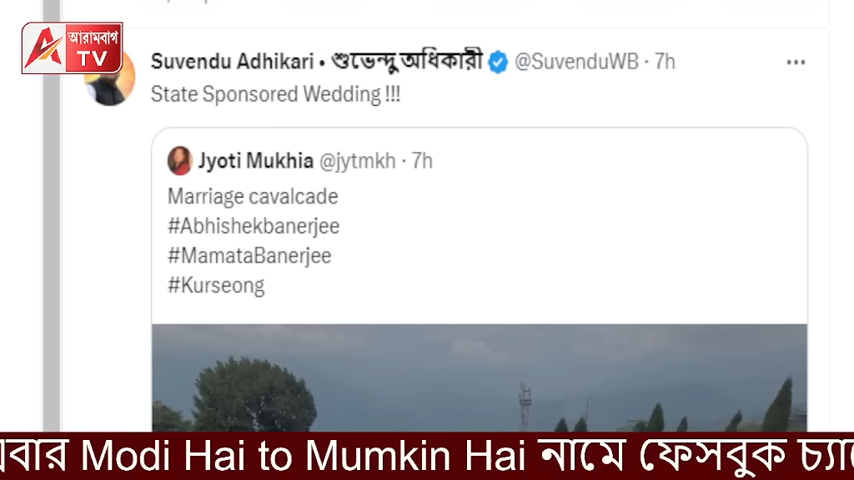 আরামবাগ
TV
Suvendu Adhikari • শুভেন্দু অধিকারী @SuvenduWB · 7h
State Sponsored Wedding !!!
Jyoti Mukhia @jytmkh · 7h
Marriage cavalcade
#Abhishekbanerjee
#MamataBanerjee
#Kurseong
Modi Hai to Mumkin Hai নামে ফেসবুক